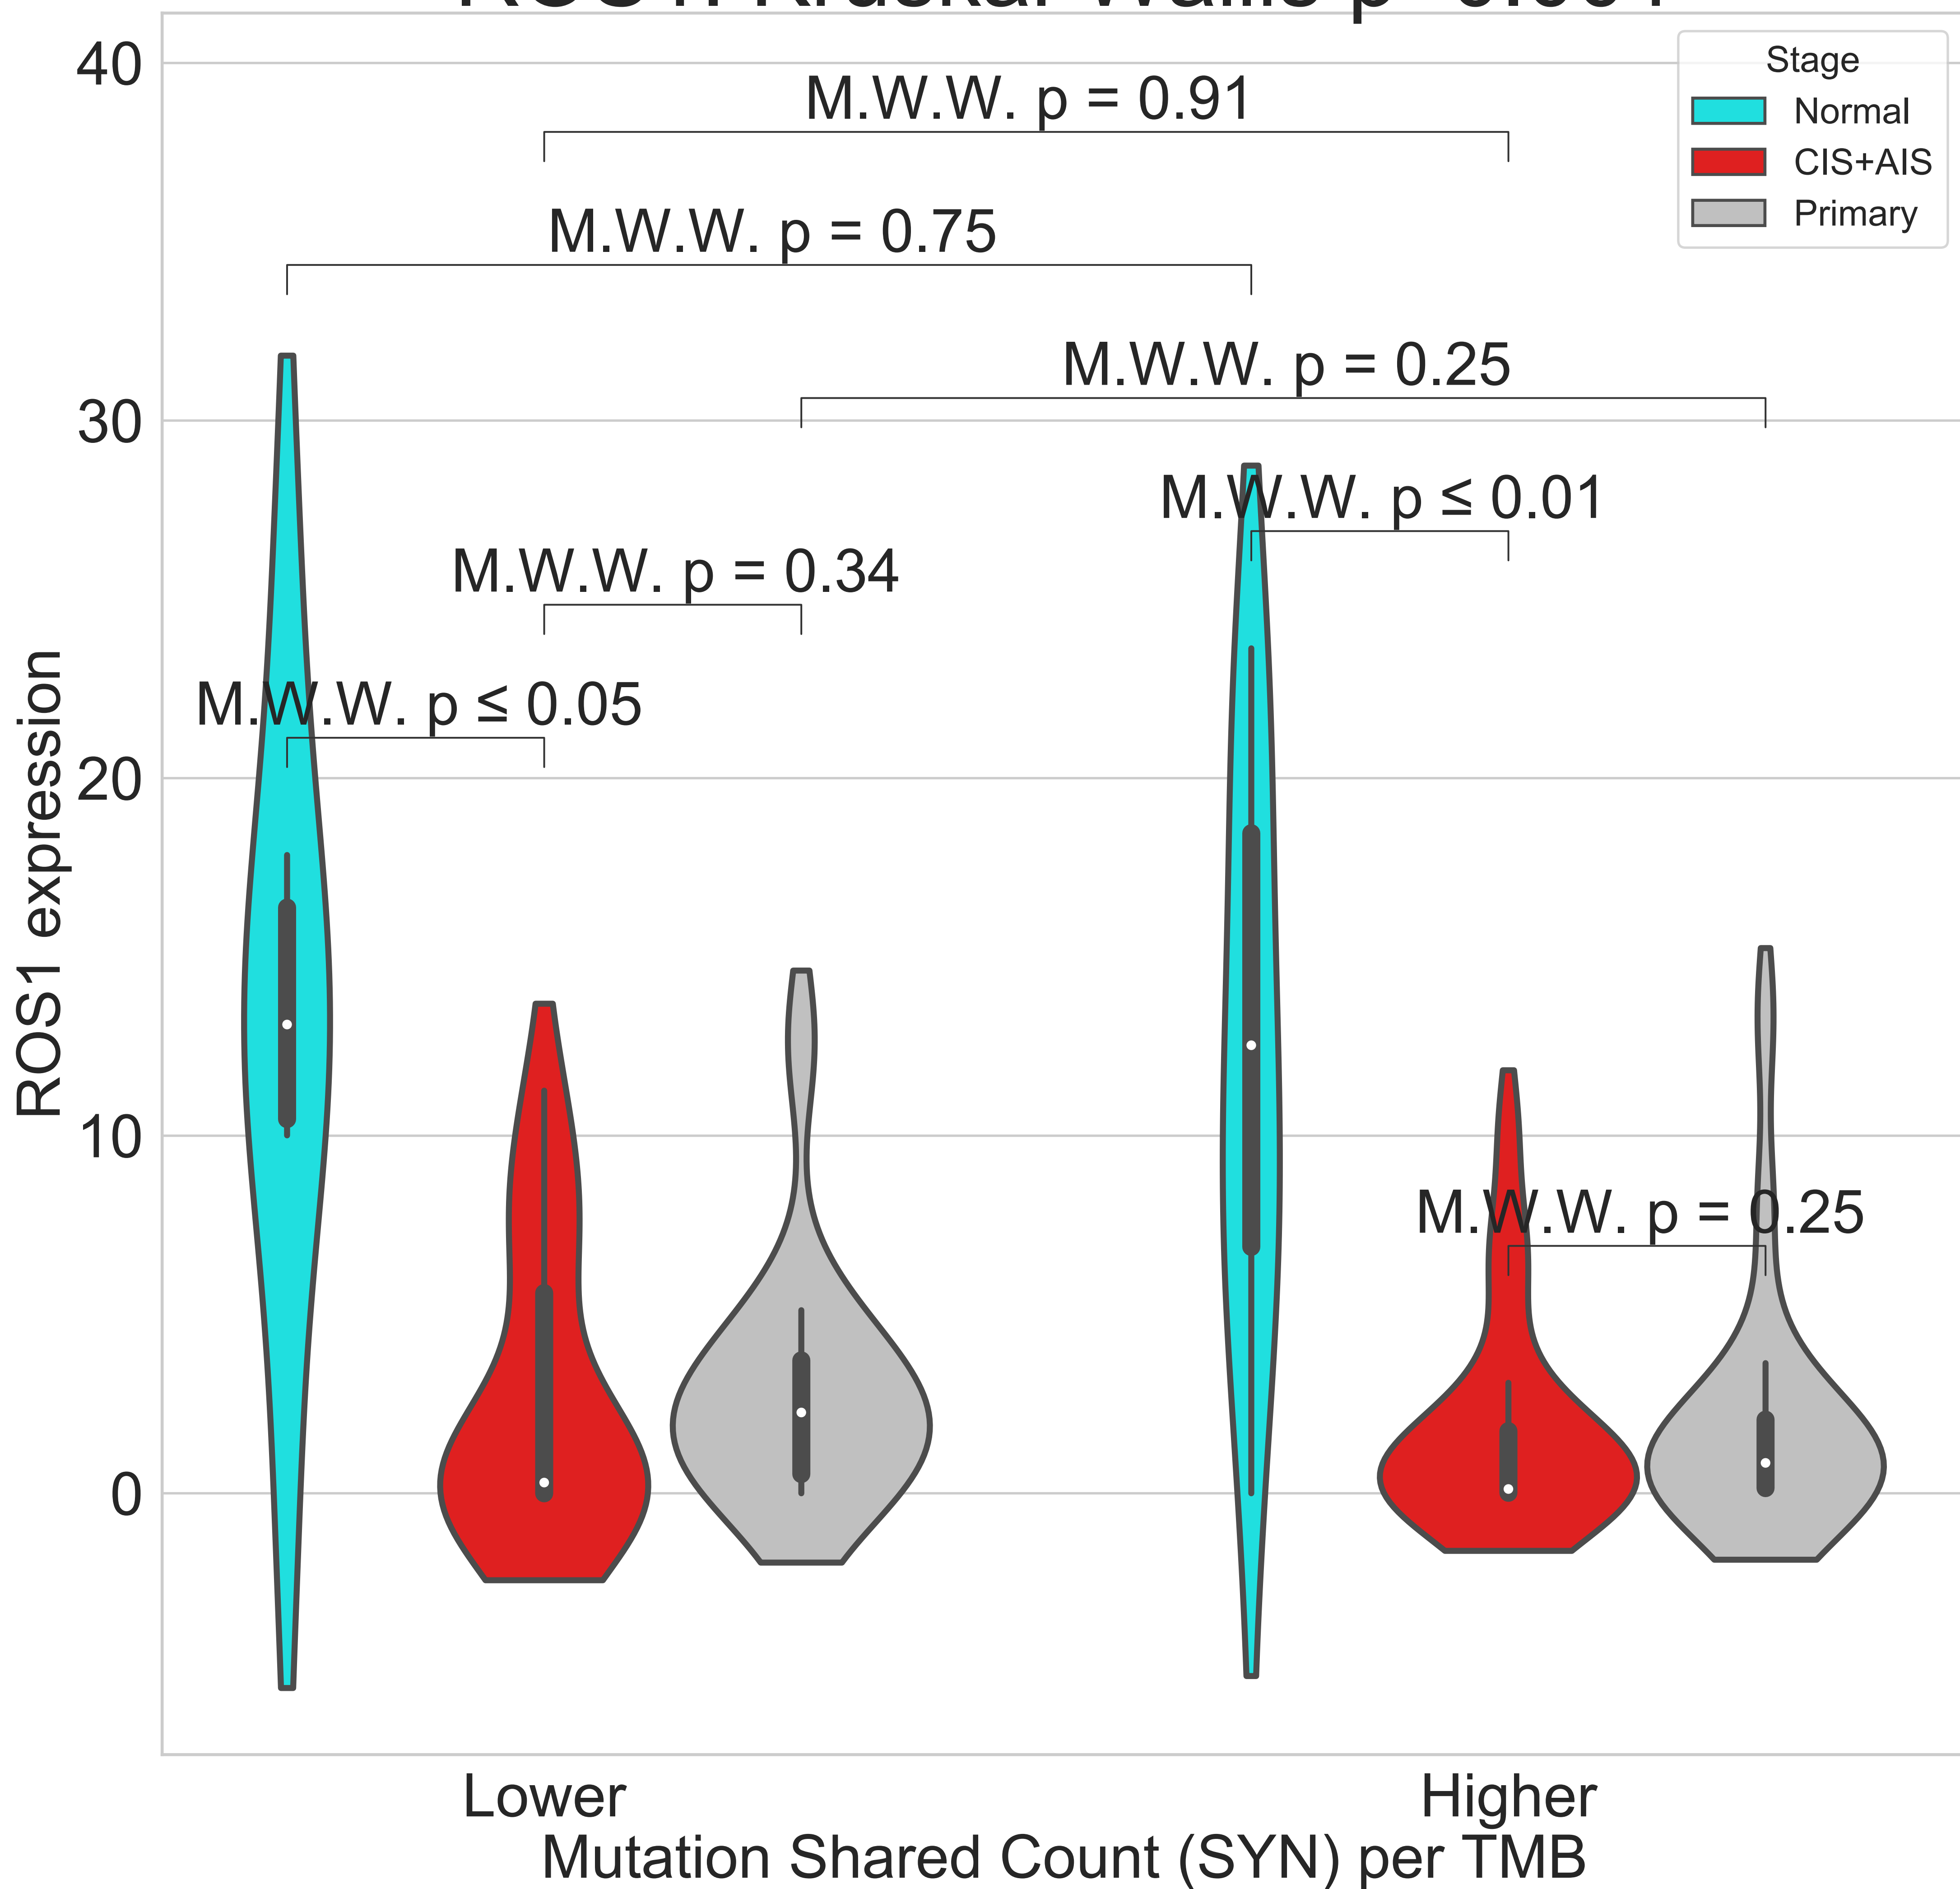 40
M.W.W. p = 0.91
Stage
Normal
CIS+AIS
Primary
M.W.W. p = 0.75
M.W.W. p = 0.25
30
M.W.W. p ≤ 0.01
M.W.W. p = 0.34
M.W.W. p ≤ 0.05
20
ROS1 expression
10
M.W.W. p = 0.25
0
Lower
Higher
Mutation Shared Count (SYN) per TMB